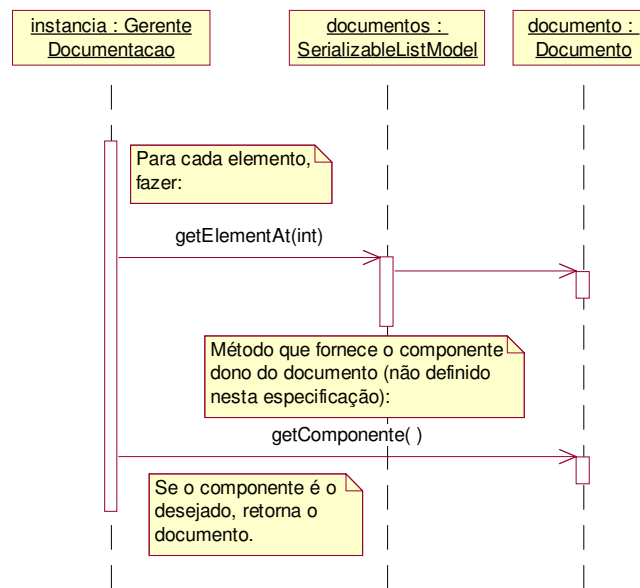 instancia : Gerente
Documentacao
documentos :
SerializableListModel
documento :
Documento
Para cada elemento,
fazer:
getElementAt(int)
Método que fornece o componente
dono do documento (não definido
nesta especificação):
getComponente( )
Se o componente é o
desejado, retorna o
documento.